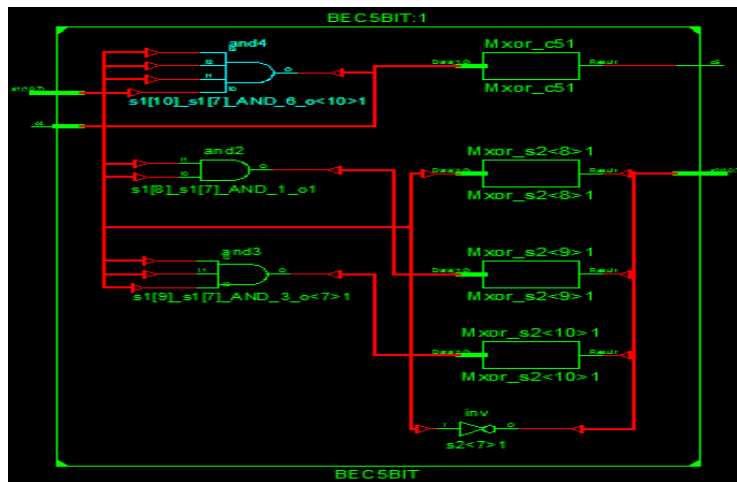 BEC5BIT:1
and4
Mxor_c51
Mxor_c51
s1[10]_s1[7]_AND_6_o<10>1
and2
Mxor_s2<8>1
s1[8]_s1[7]_AND_1_o1
Mxor_s2<8>1
and3
Mxor_s2<9>1
s1[9]_s1[7]_AND_3_o<7>1
Mxor_s2<9>1
Mxor_s2<10>1
Mxor_s2<10>1
inv
s2<7>1
BEC5BIT